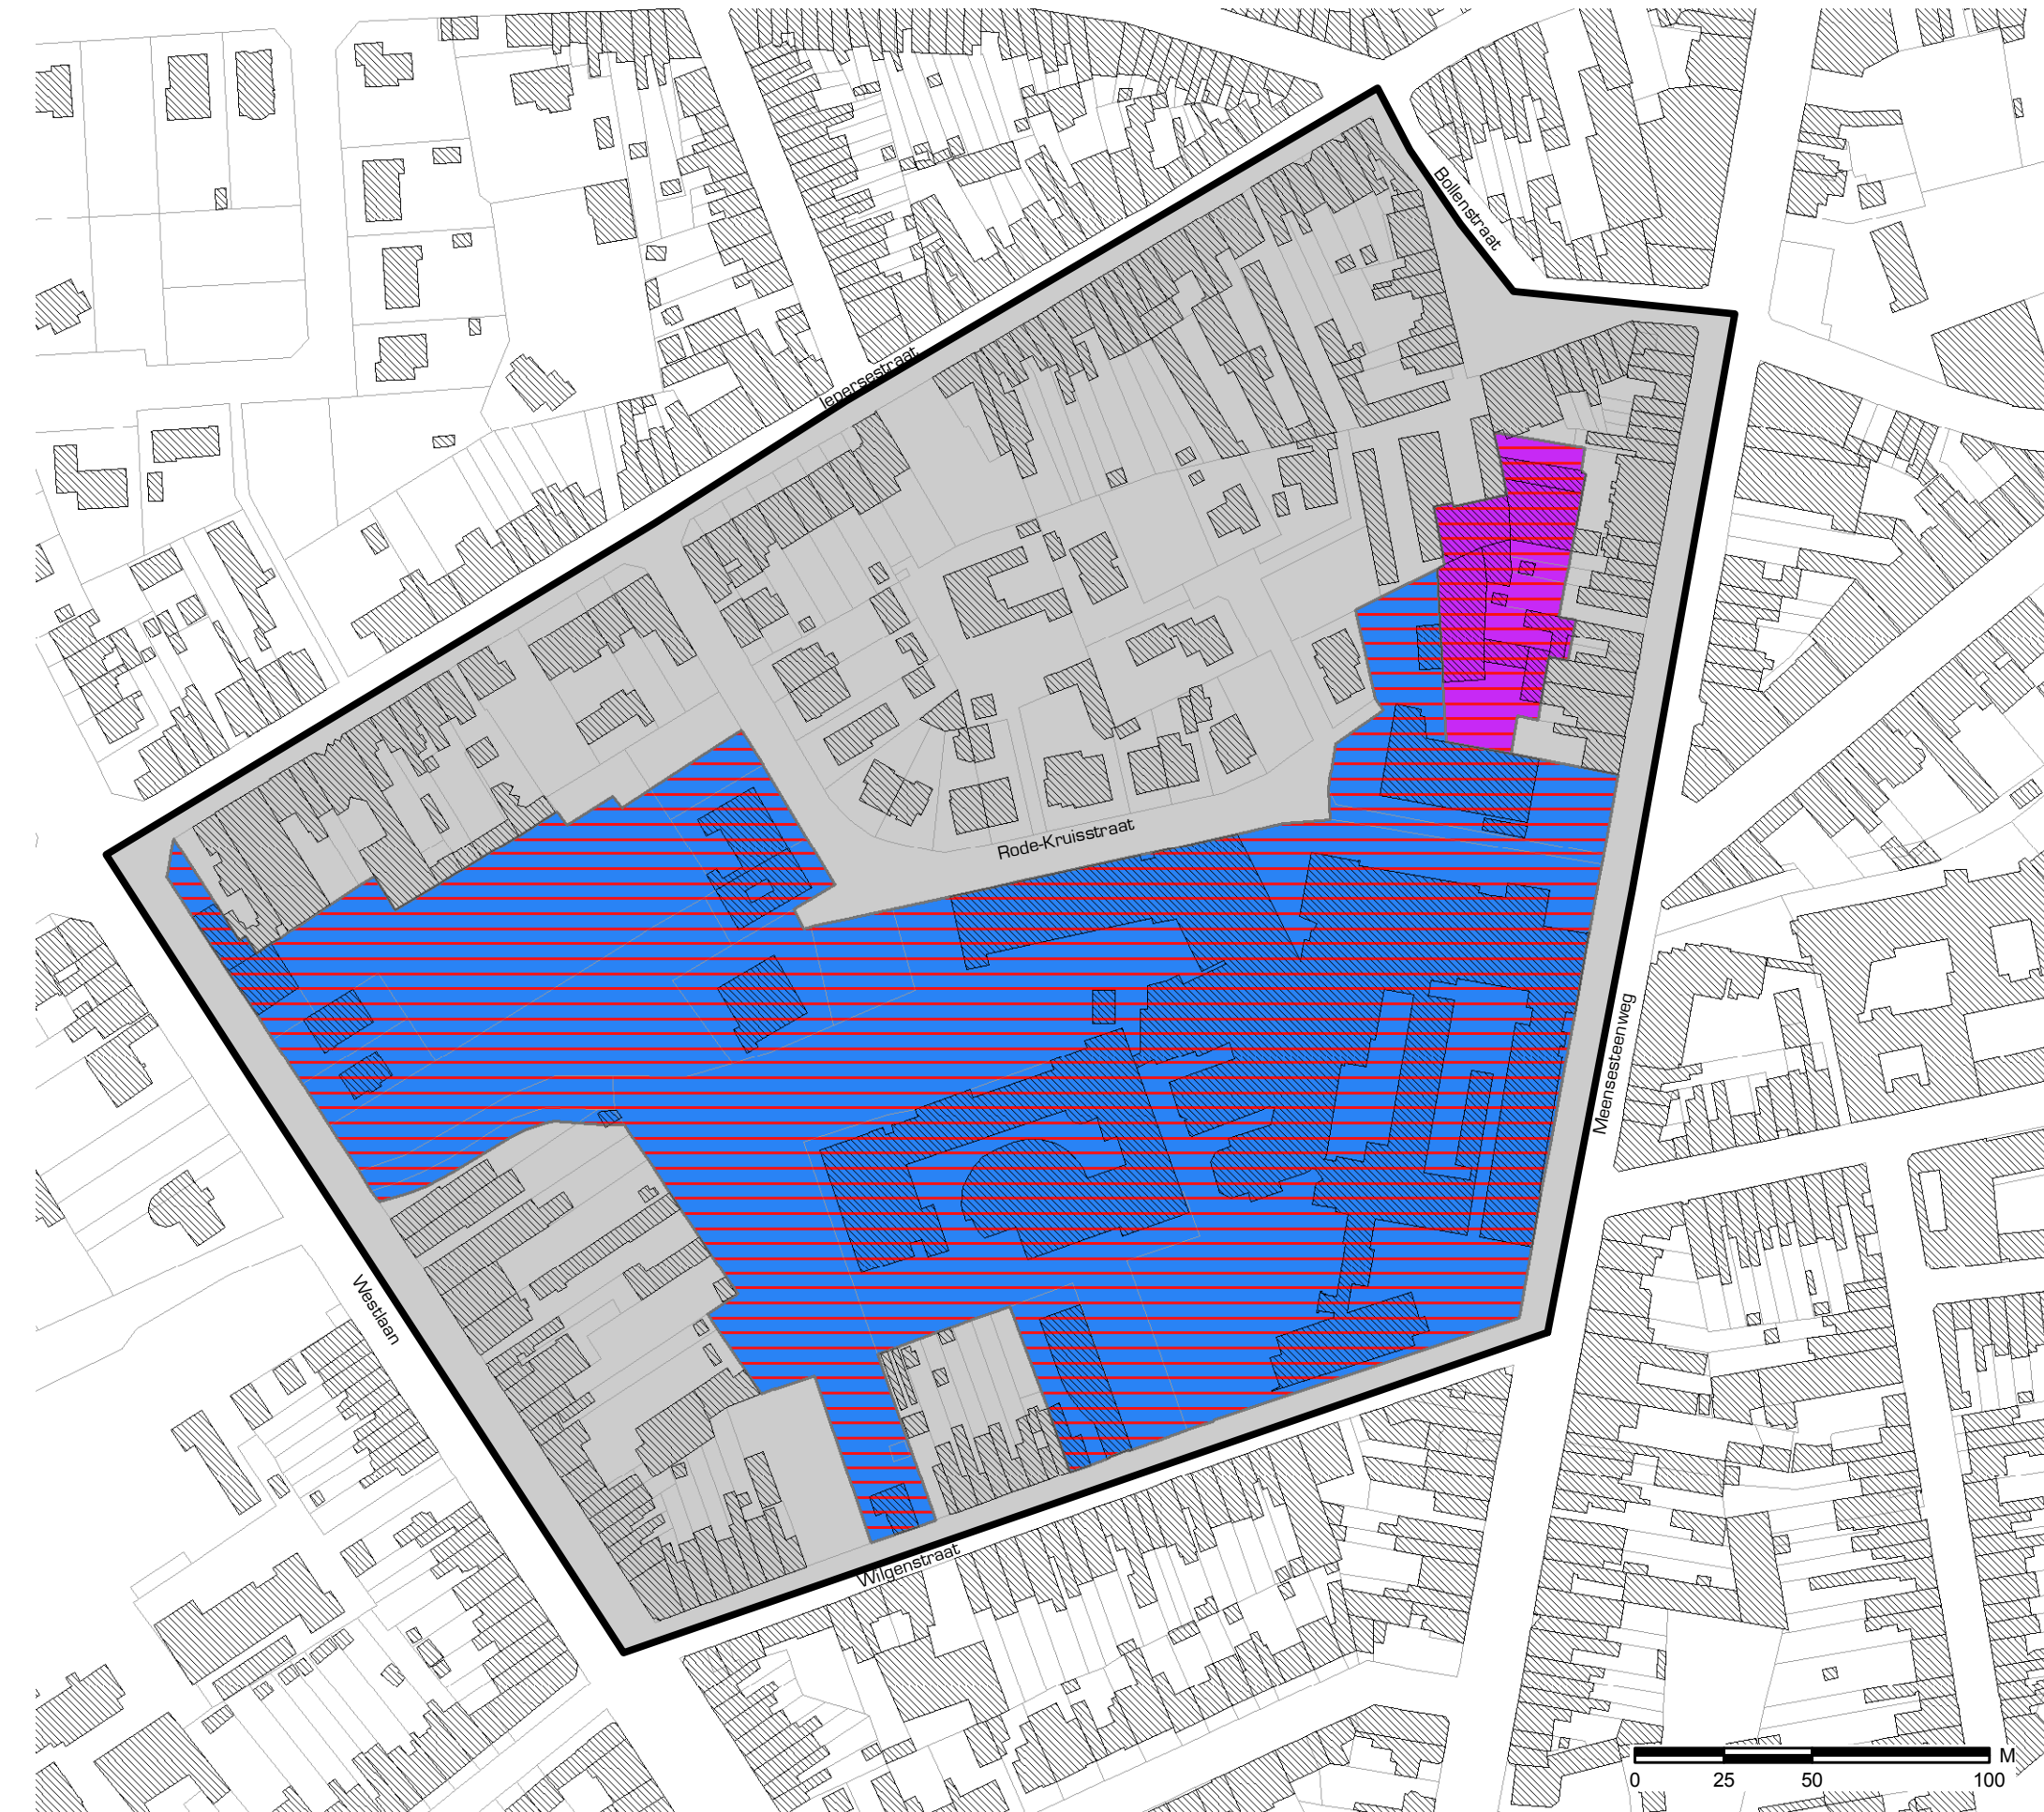 Bollenstraat
Iepersestraat
Rode-Kruisstraat
Meensesteenweg
Westlaan
Wilgenstraat
M
0 25 50 100